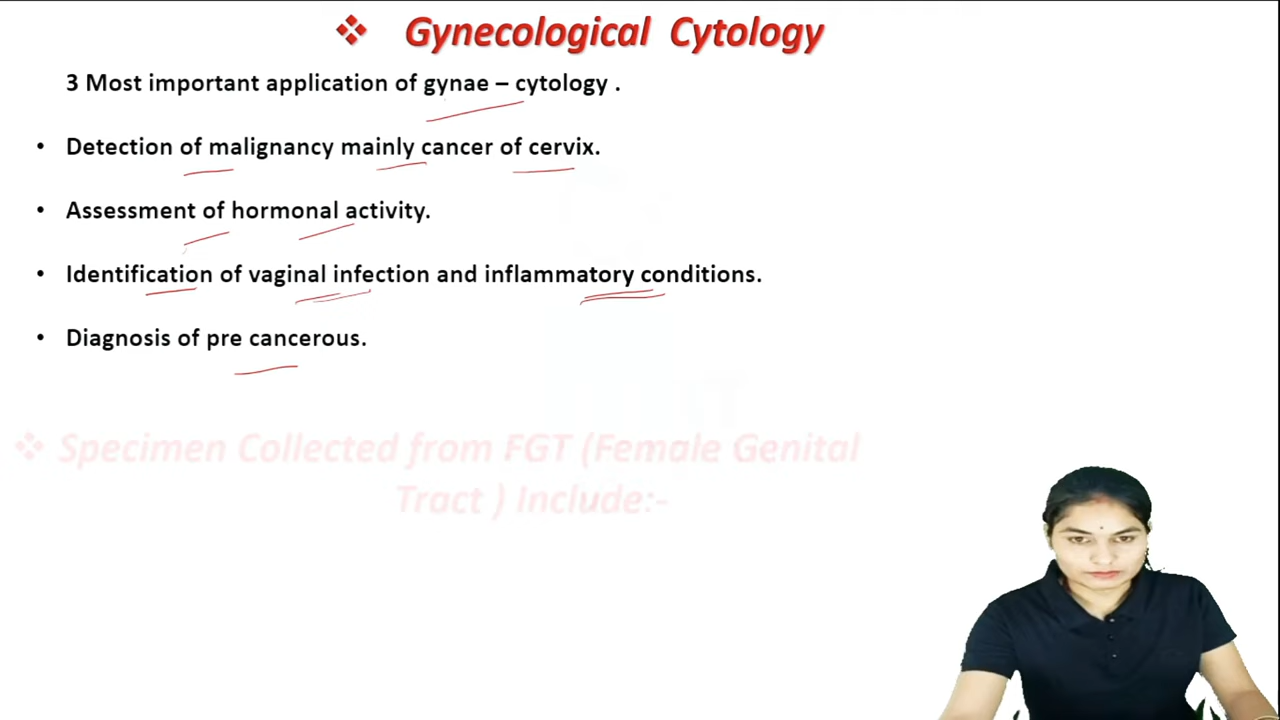 ❖ Gynecological Cytology
3 Most important application of gynae – cytology .
• Detection of malignancy mainly cancer of cervix.
• Assessment of hormonal activity.
• Identification of vaginal infection and inflammatory conditions.
• Diagnosis of pre cancerous.
❖ Specimen Collected from FGT (Female Genital
Tract ) Include:-